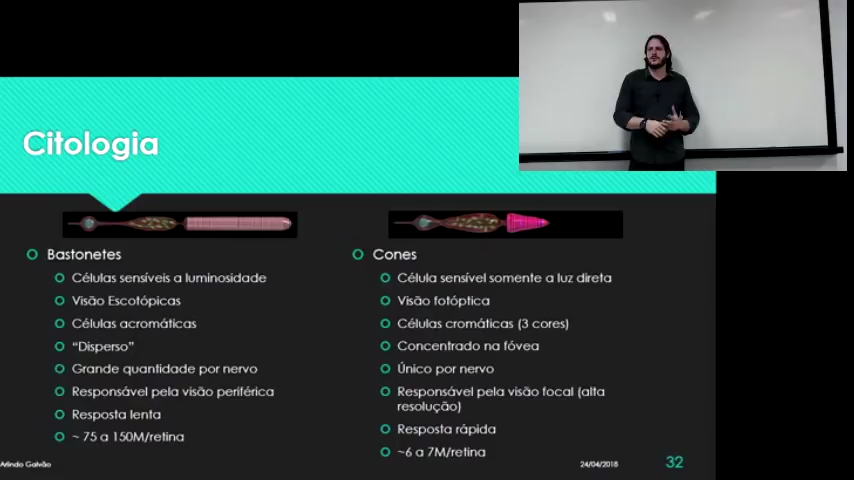 Citologia
Bastonetes
Células sensíveis a luminosidade
Visão Escotópicas
Células acromáticas
“Disperso”
Grande quantidade por nervo
Responsável pela visão periférica
Resposta lenta
~ 75 a 150M/retina
Cones
Célula sensível somente a luz direta
Visão fotóptica
Células cromáticas (3 cores)
Concentrado na fóvea
Único por nervo
Responsável pela visão focal (alta
resolução)
Resposta rápida
~6 a 7M/retina
Arlindo Galvão
24/04/2018
32